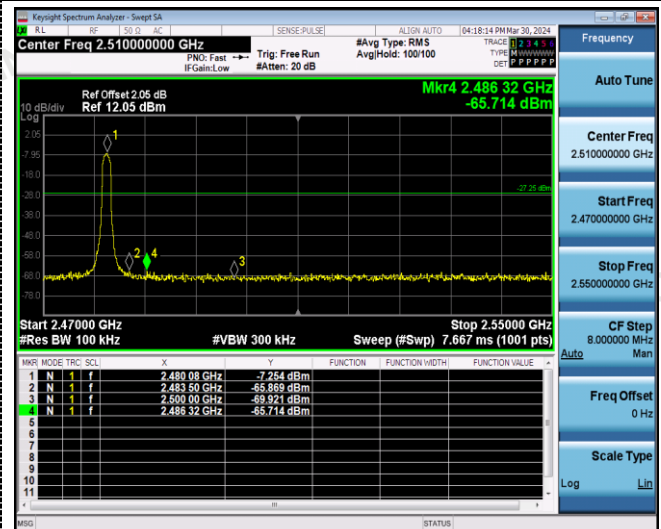 Keysight Spectrum Analyzer - Swept SA
RL RF 50 Ω AC SENSE:PULSE ALIGN AUTO 04:18:14 PM Mar 30, 2024
Center Freq 2.510000000 GHz
PNO: Fast
IFGain:Low
Trig: Free Run
#Atten: 20 dB
#Avg Type: RMS
Avg|Hold: 100/100
TRACE 1 2 3 4 5 6
TYPE MWWWWW
DET P P P P P P
Ref Offset 2.05 dB
10 dB/div Ref 12.05 dBm
Log
Mkr4 2.486 32 GHz
-65.714 dBm
2.05
-7.95
-18.0
-28.0
-38.0
-48.0
-58.0
-68.0
-78.0
1
2
4
3
-27.25 dBm
Start 2.47000 GHz Stop 2.55000 GHz
#Res BW 100 kHz #VBW 300 kHz Sweep (#Swp) 7.667 ms (1001 pts)
MKR MODE TRC SCL X Y FUNCTION FUNCTION WIDTH FUNCTION VALUE
1 N 1 f 2.480 08 GHz -7.254 dBm
2 N 1 f 2.483 50 GHz -65.869 dBm
3 N 1 f 2.500 00 GHz -69.921 dBm
4 N 1 f 2.486 32 GHz -65.714 dBm
5
6
7
8
9
10
11
MSG STATUS
Frequency
Auto Tune
Center Freq
2.510000000 GHz
Start Freq
2.470000000 GHz
Stop Freq
2.550000000 GHz
CF Step
8.000000 MHz
Auto Man
Freq Offset
0 Hz
Scale Type
Log Lin